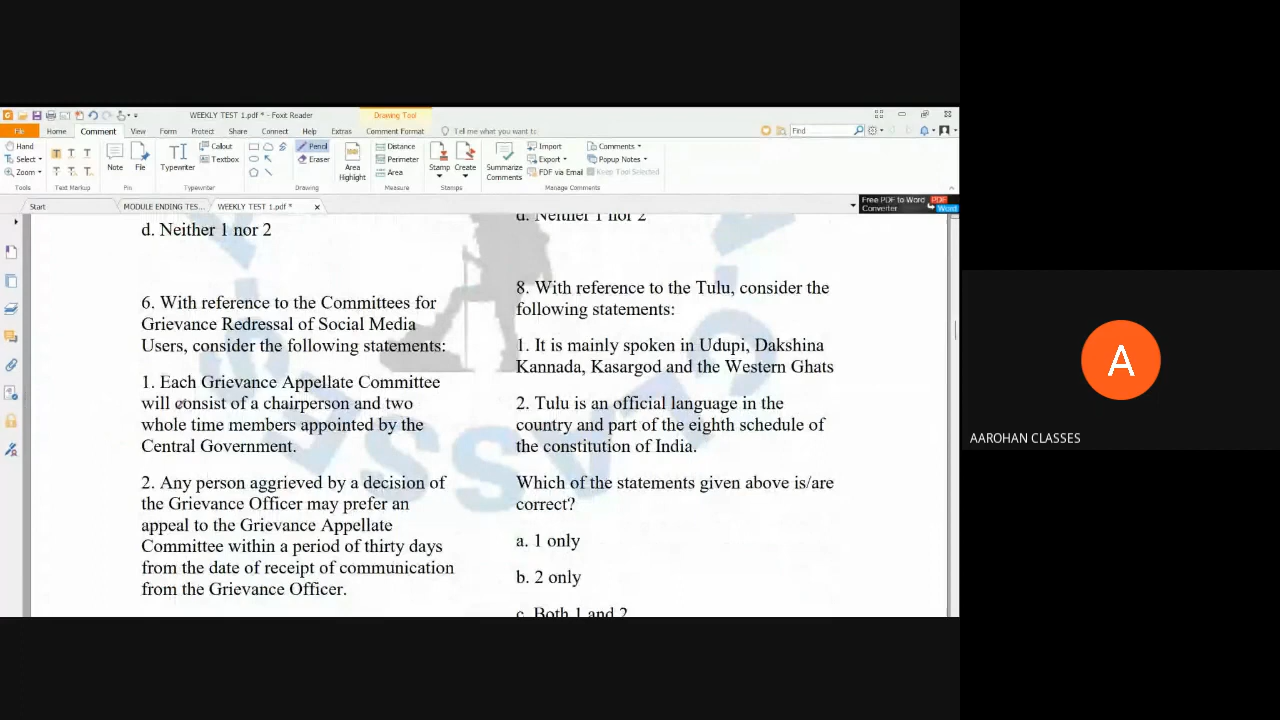 WEEKLY TEST 1.pdf * - Foxit Reader
Drawing Tool
File Home Comment View Form Protect Share Connect Help Extras Comment Format Tell me what you want to Find
Hand
Select
Zoom
Tools
Text Markup
Note
File
Pin
Typewriter
Callout
Textbox
Typewriter
Pencil
Eraser
Drawing
Area
Highlight
Distance
Perimeter
Area
Measure
Stamp
Create
Stamps
Summarize
Comments
Import
Export
FDF via Email
Comments
Popup Notes
Keep Tool Selected
Manage Comments
Start
MODULE ENDING TES...
WEEKLY TEST 1.pdf *
Free PDF to Word
Converter
PDF
Word
d. Neither 1 nor 2
6. With reference to the Committees for
Grievance Redressal of Social Media
Users, consider the following statements:
1. Each Grievance Appellate Committee
will consist of a chairperson and two
whole time members appointed by the
Central Government.
2. Any person aggrieved by a decision of
the Grievance Officer may prefer an
appeal to the Grievance Appellate
Committee within a period of thirty days
from the date of receipt of communication
from the Grievance Officer.
d. Neither 1 nor 2
8. With reference to the Tulu, consider the
following statements:
1. It is mainly spoken in Udupi, Dakshina
Kannada, Kasargod and the Western Ghats
2. Tulu is an official language in the
country and part of the eighth schedule of
the constitution of India.
Which of the statements given above is/are
correct?
a. 1 only
b. 2 only
c. Both 1 and 2
A
AAROHAN CLASSES